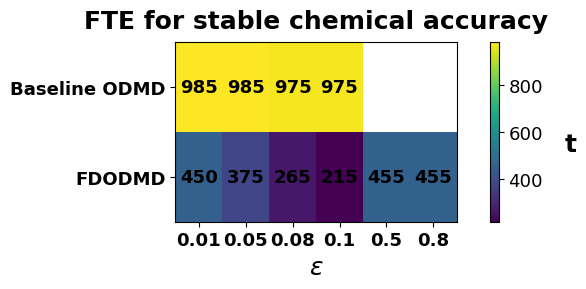 FTE for stable chemical accuracy
Baseline ODMD
985 985 975 975
FDODMD
450 375 265 215 455 455
0.01 0.05 0.08 0.1 0.5 0.8
ε
800
600
400
t